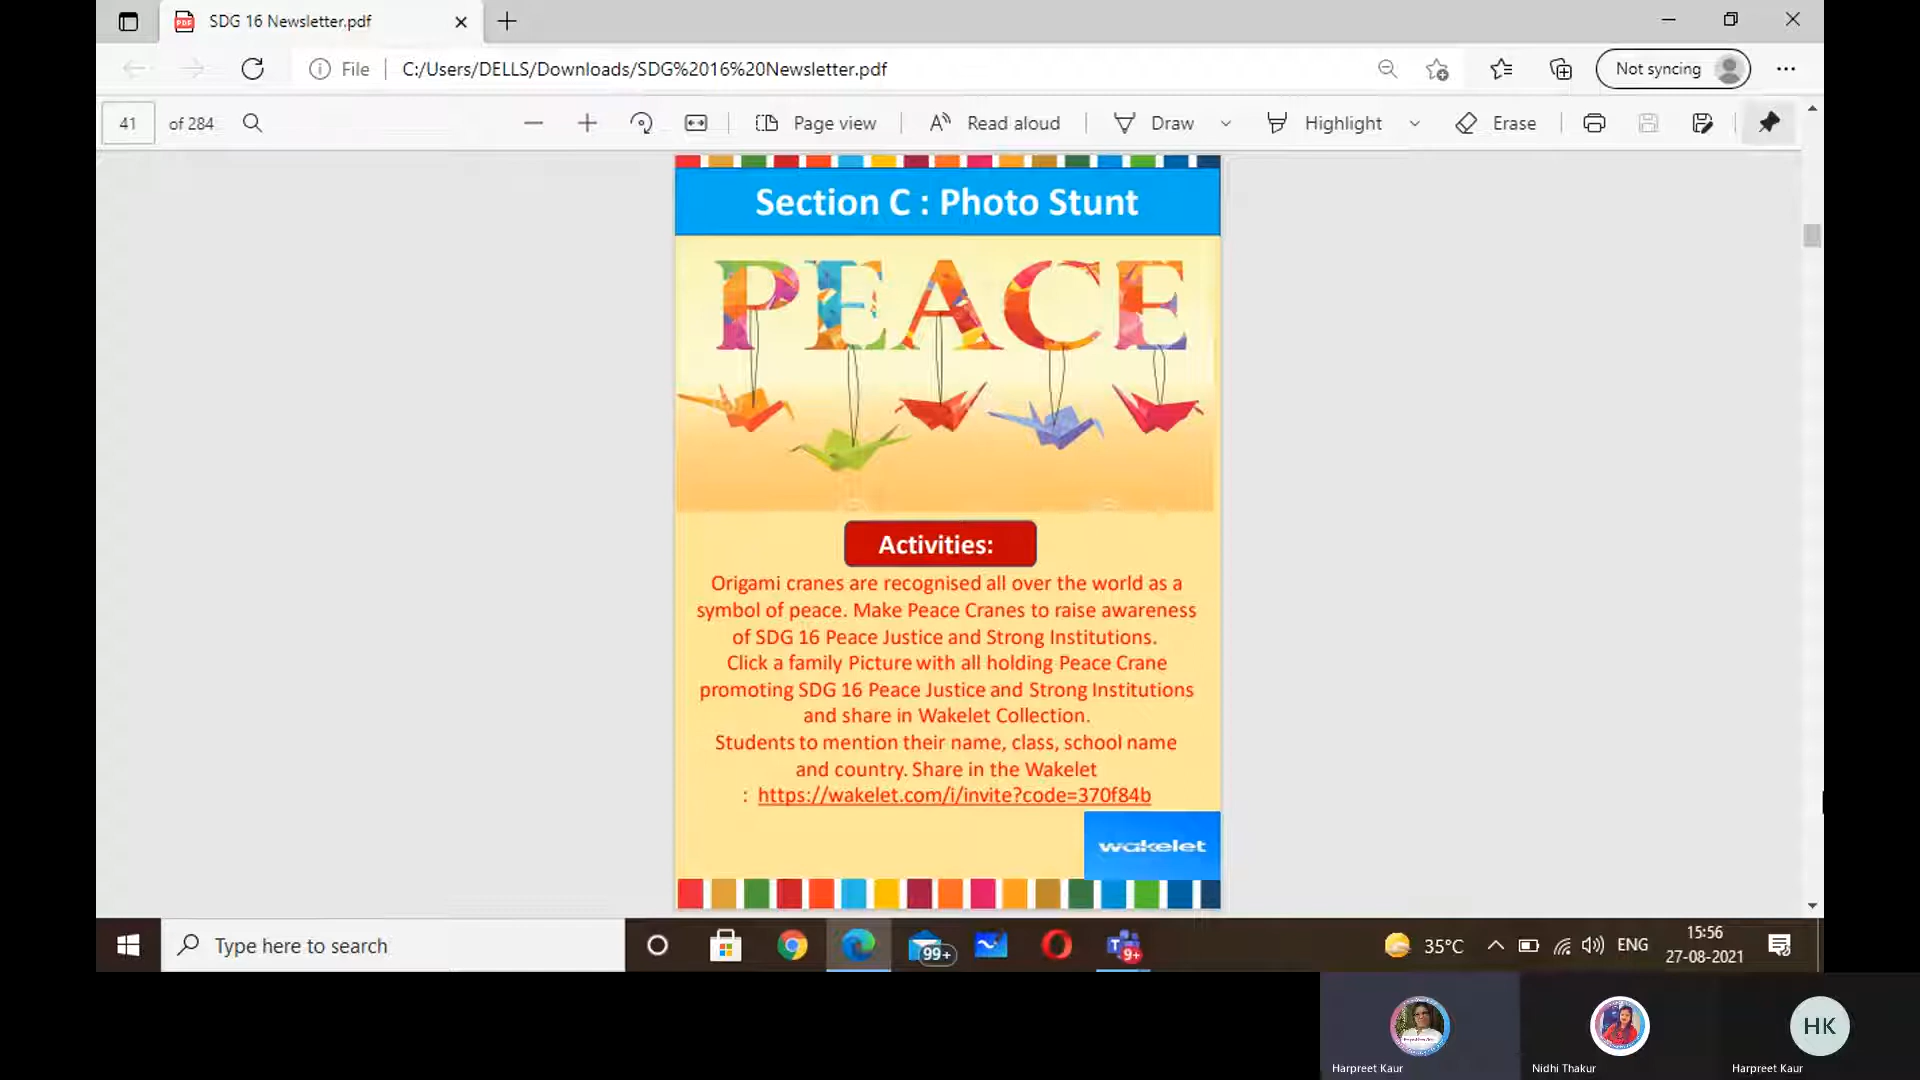 SDG 16 Newsletter.pdf
File
C:/Users/DELLS/Downloads/SDG%2016%20Newsletter.pdf
Not syncing
41 of 284
Page view
Read aloud
Draw
Highlight
Erase
Section C : Photo Stunt
PEACE
Activities:
Origami cranes are recognised all over the world as a
symbol of peace. Make Peace Cranes to raise awareness
of SDG 16 Peace Justice and Strong Institutions.
Click a family Picture with all holding Peace Crane
promoting SDG 16 Peace Justice and Strong Institutions
and share in Wakelet Collection.
Students to mention their name, class, school name
and country. Share in the Wakelet
: https://wakelet.com/i/invite?code=370f84b
wakelet
Type here to search
99+
9+
35°C
ENG
15:56
27-08-2021
HK
Harpreet Kaur
Nidhi Thakur
Harpreet Kaur